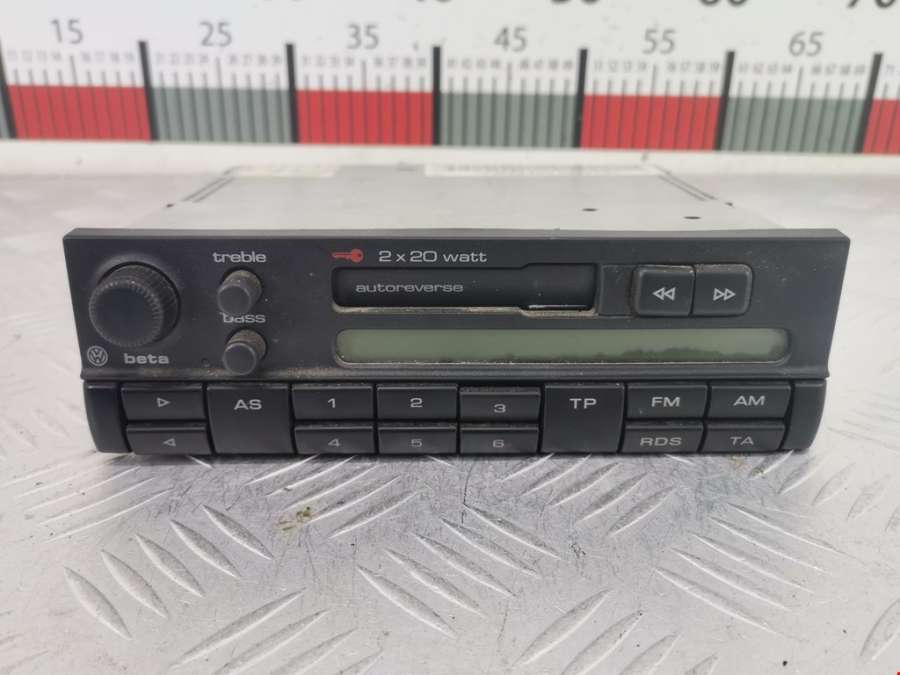 15 25 35 45 55 65
treble
2 x 20 watt
autoreverse
bass
beta
AS 1 2 3 TP FM AM
4 5 6 RDS TA